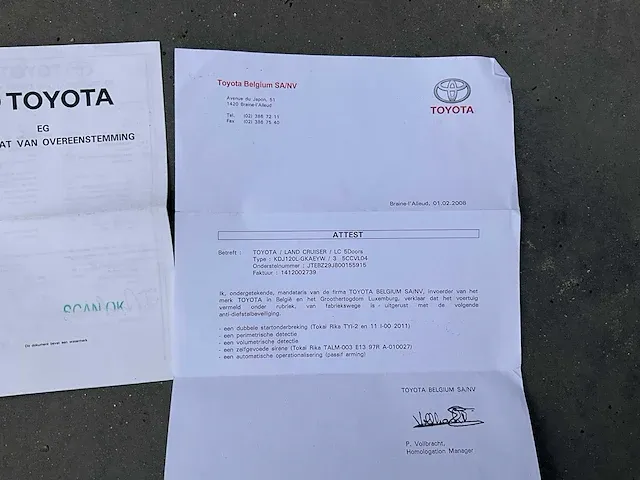 TOYOTA
EG
AT VAN OVEREENSTEMMING
SCAN OK
Dit document bevat een watermerk
Toyota Belgium SA/NV
Avenue du Japon, 51
1420 Braine-l'Alleud
Tel. (02) 386 72 11
Fax (02) 386 75 40
TOYOTA
Braine-l'Alleud, 01.02.2008
ATTEST
Betreft : TOYOTA / LAND CRUISER / LC 5Doors
Type : KDJ120L-GKAEYW / 3 . 5CCVL04
Onderstelnummer : JTEBZ29J800155915
Faktuur : 1412002739
Ik, ondergetekende, mandataris van de firma TOYOTA BELGIUM SA/NV, invoerder van het
merk TOYOTA in België en het Groothertogdom Luxemburg, verklaar dat het voertuig
vermeld onder rubriek, van fabriekswege is uitgerust met de volgende
anti-diefstalbeveiliging.
- een dubbele startonderbreking (Tokai Rika TYI-2 en 11 I-00 2011)
- een perimetrische detectie
- een volumetrische detectie
- een zelfgevoede sirene (Tokai Rika TALM-003 E13 97R A-010027)
- een automatische operationalisering (passif arming)
TOYOTA BELGIUM SA/NV
P. Vollbracht,
Homologation Manager